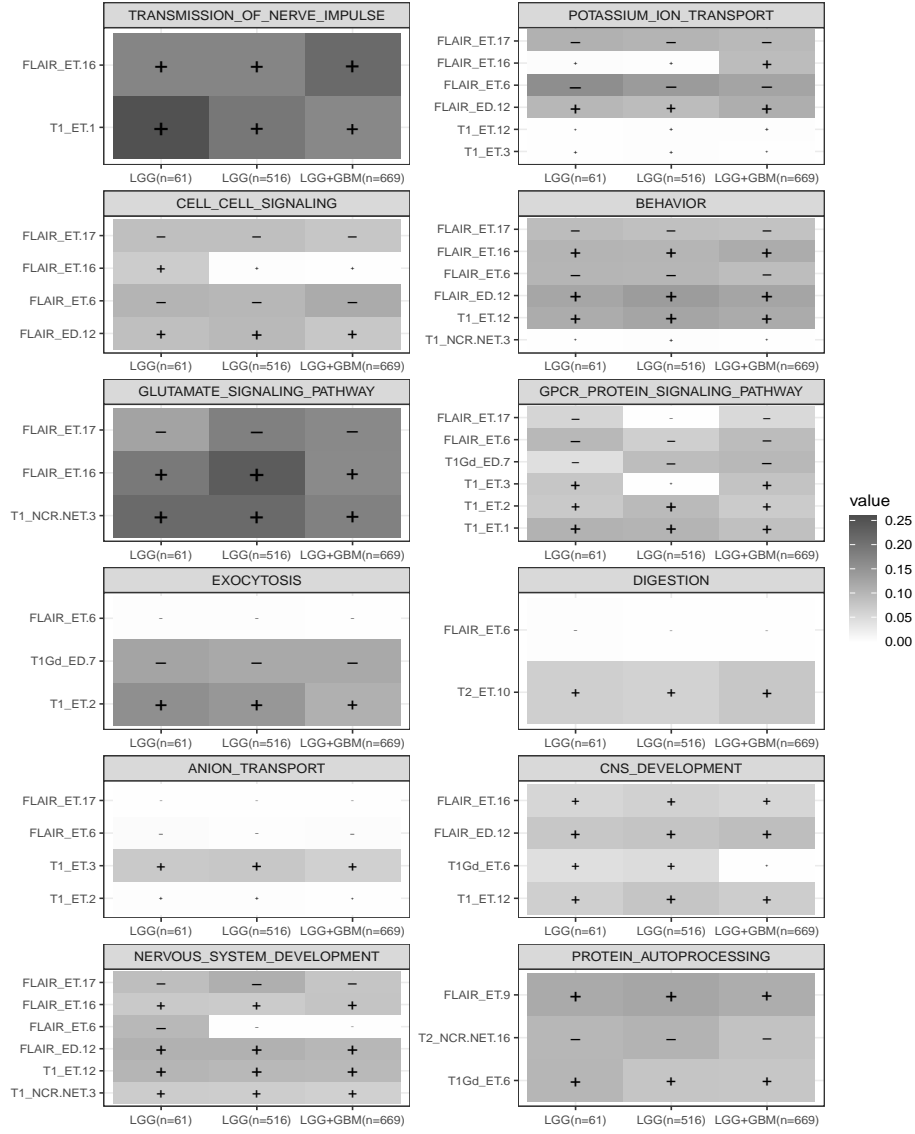 TRANSMISSION_OF_NERVE_IMPULSE
FLAIR_ET.16
T1_ET.1
LGG(n=61) LGG(n=516) LGG+GBM(n=669)
POTASSIUM_ION_TRANSPORT
FLAIR_ET.17
FLAIR_ET.16
FLAIR_ET.6
FLAIR_ED.12
T1_ET.12
T1_ET.3
LGG(n=61) LGG(n=516) LGG+GBM(n=669)
CELL_CELL_SIGNALING
FLAIR_ET.17
FLAIR_ET.16
FLAIR_ET.6
FLAIR_ED.12
LGG(n=61) LGG(n=516) LGG+GBM(n=669)
BEHAVIOR
FLAIR_ET.17
FLAIR_ET.16
FLAIR_ET.6
FLAIR_ED.12
T1_ET.12
T1_NCR.NET.3
LGG(n=61) LGG(n=516) LGG+GBM(n=669)
GLUTAMATE_SIGNALING_PATHWAY
FLAIR_ET.17
FLAIR_ET.16
T1_NCR.NET.3
LGG(n=61) LGG(n=516) LGG+GBM(n=669)
GPCR_PROTEIN_SIGNALING_PATHWAY
FLAIR_ET.17
FLAIR_ET.6
T1Gd_ED.7
T1_ET.3
T1_ET.2
T1_ET.1
LGG(n=61) LGG(n=516) LGG+GBM(n=669)
value
0.25
0.20
0.15
0.10
0.05
0.00
EXOCYTOSIS
FLAIR_ET.6
T1Gd_ED.7
T1_ET.2
LGG(n=61) LGG(n=516) LGG+GBM(n=669)
DIGESTION
FLAIR_ET.6
T2_ET.10
LGG(n=61) LGG(n=516) LGG+GBM(n=669)
ANION_TRANSPORT
FLAIR_ET.17
FLAIR_ET.6
T1_ET.3
T1_ET.2
LGG(n=61) LGG(n=516) LGG+GBM(n=669)
CNS_DEVELOPMENT
FLAIR_ET.16
FLAIR_ED.12
T1Gd_ET.6
T1_ET.12
LGG(n=61) LGG(n=516) LGG+GBM(n=669)
NERVOUS_SYSTEM_DEVELOPMENT
FLAIR_ET.17
FLAIR_ET.16
FLAIR_ET.6
FLAIR_ED.12
T1_ET.12
T1_NCR.NET.3
LGG(n=61) LGG(n=516) LGG+GBM(n=669)
PROTEIN_AUTOPROCESSING
FLAIR_ET.9
T2_NCR.NET.16
T1Gd_ET.6
LGG(n=61) LGG(n=516) LGG+GBM(n=669)